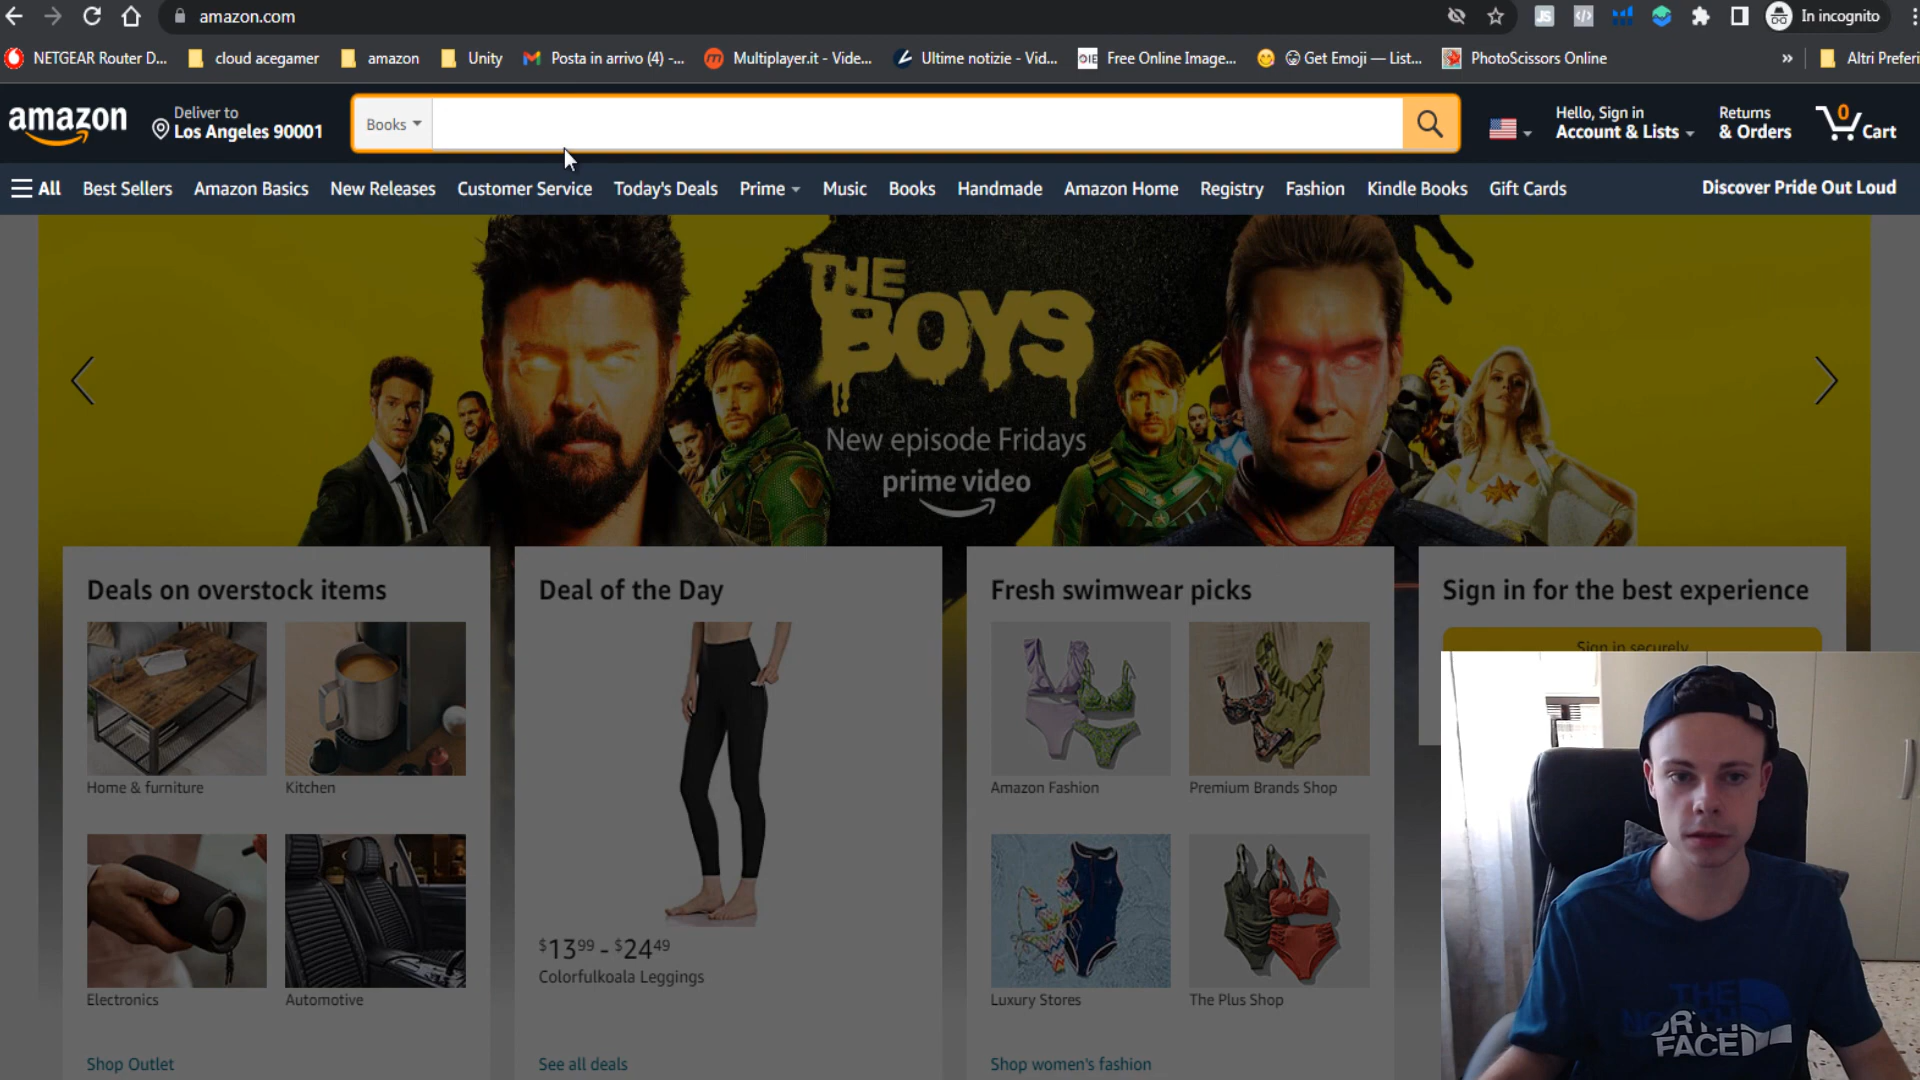 amazon.com
In incognito
NETGEAR Router D...
cloud acegamer
amazon
Unity
Posta in arrivo (4) -...
Multiplayer.it - Vide...
Ultime notizie - Vid...
Free Online Image...
Get Emoji — List...
PhotoScissors Online
»
Altri Preferi
amazon
Deliver to
Los Angeles 90001
Books
Hello, Sign in
Account & Lists
Returns
& Orders
0
Cart
All
Best Sellers
Amazon Basics
New Releases
Customer Service
Today's Deals
Prime
Music
Books
Handmade
Amazon Home
Registry
Fashion
Kindle Books
Gift Cards
Discover Pride Out Loud
THE
BOYS
New episode Fridays
prime video
Deals on overstock items
Home & furniture
Kitchen
Electronics
Automotive
Shop Outlet
Deal of the Day
$13.99 - $24.49
Colorfulkoala Leggings
See all deals
Fresh swimwear picks
Amazon Fashion
Premium Brands Shop
Luxury Stores
The Plus Shop
Shop women's fashion
Sign in for the best experience
Sign in securely
THE
FACE